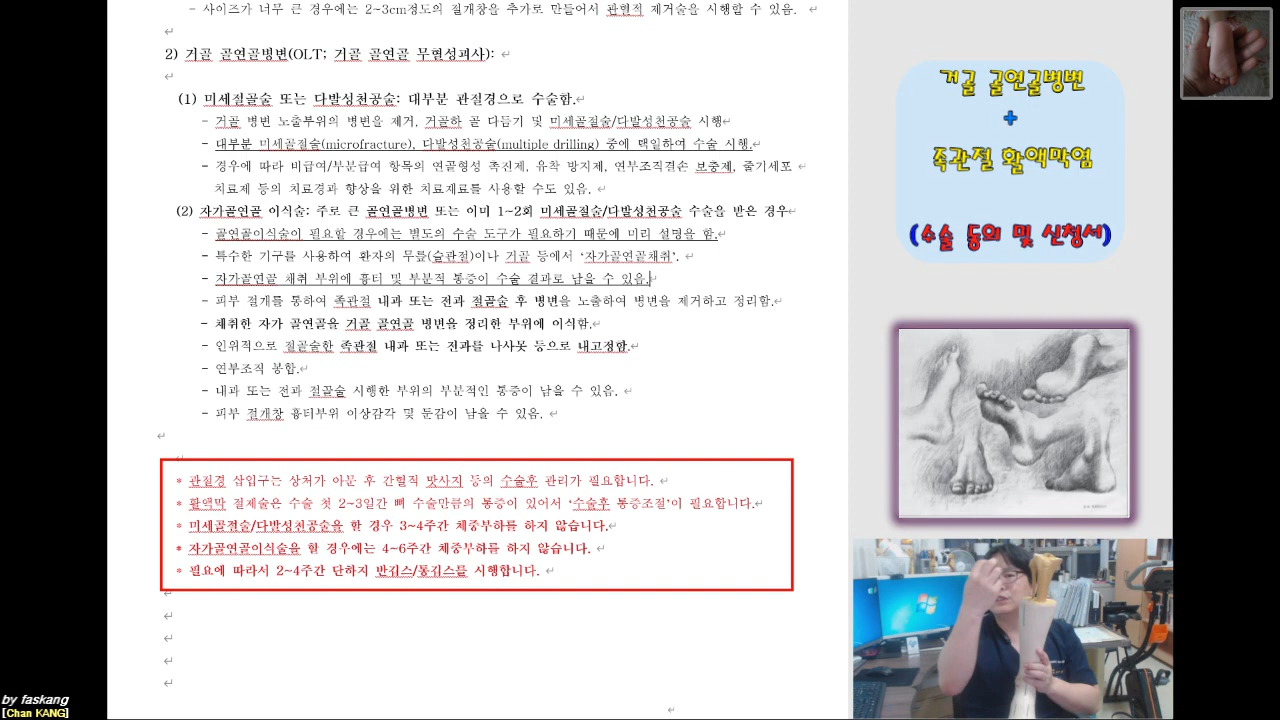 - 사이즈가 너무 큰 경우에는 2~3cm정도의 절개창을 추가로 만들어서 관혈적 제거술을 시행할 수 있음.
2) 거골 골연골병변(OLT; 거골 골연골 무혈성괴사):
(1) 미세접골술 또는 다발성천공술: 대부분 관절경으로 수술함.
- 거골 병변 노출부위의 병변을 제거, 거골하 골 다듬기 및 미세골절술/다발성천공술 시행
- 대부분 미세골절술(microfracture), 다발성천공술(multiple drilling) 중에 택일하여 수술 시행.
- 경우에 따라 비급여/부분급여 항목의 연골형성 촉진제, 유착 방지제, 연부조직결손 보충제, 줄기세포
치료제 등의 치료경과 향상을 위한 치료재료를 사용할 수도 있음.
(2) 자가골연골 이식술: 주로 큰 골연골병변 또는 이미 1~2회 미세골절술/다발성천공술 수술을 받은 경우
- 골연골이식술이 필요할 경우에는 별도의 수술 도구가 필요하기 때문에 미리 설명을 함.
- 특수한 기구를 사용하여 환자의 무릎(슬관절)이나 거골 등에서 '자가골연골채취'.
- 자가골연골 채취 부위에 흉터 및 부분적 통증이 수술 결과로 남을 수 있음.
- 피부 절개를 통하여 족관절 내과 또는 전과 절골술 후 병변을 노출하여 병변을 제거하고 정리함.
- 채취한 자가 골연골을 거골 골연골 병변을 정리한 부위에 이식함.
- 인위적으로 절골술한 족관절 내과 또는 전과를 나사못 등으로 내고정함.
- 연부조직 봉합.
- 내과 또는 전과 절골술 시행한 부위의 부분적인 통증이 남을 수 있음.
- 피부 절개창 흉터부위 이상감각 및 둔감이 남을 수 있음.
* 관절경 삽입구는 상처가 아문 후 간헐적 맛사지 등의 수술후 관리가 필요합니다.
* 활액막 절제술은 수술 첫 2~3일간 뼈 수술만큼의 통증이 있어서 '수술후 통증조절'이 필요합니다.
* 미세골절술/다발성천공술을 할 경우 3~4주간 체중부하를 하지 않습니다.
* 자가골연골이식술을 할 경우에는 4~6주간 체중부하를 하지 않습니다.
* 필요에 따라서 2~4주간 단하지 반깁스/통깁스를 시행합니다.
거골 골연골병변
+
족관절 활액막염
(수술 동의 및 신청서)
by faskang
[Chan KANG]